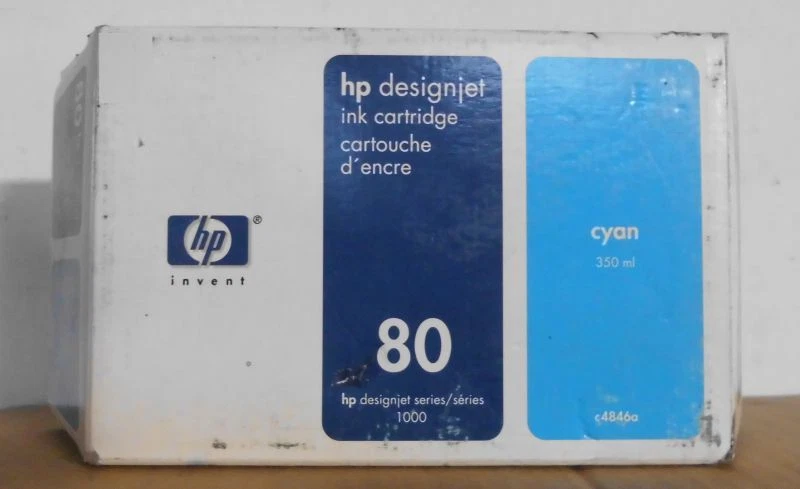 hp designjet
ink cartridge
cartouche
d'encre
hp®
invent
80
hp designjet series/séries
1000
cyan
350 ml
c4846a